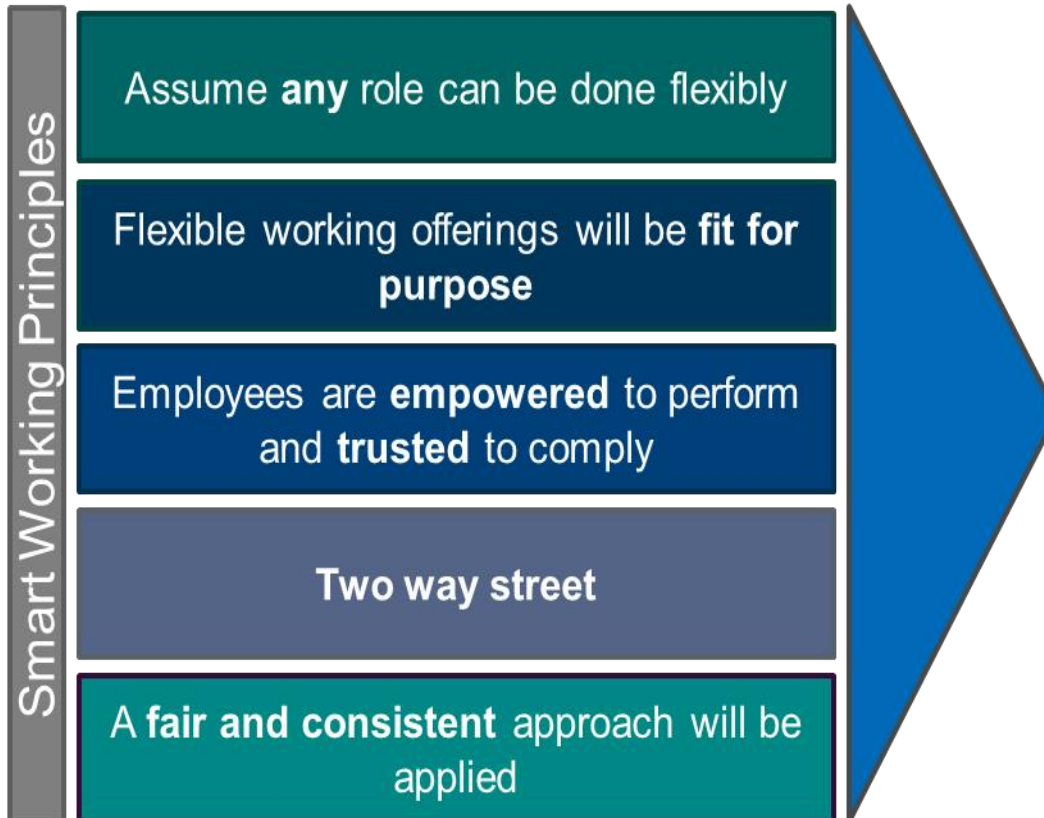 Smart Working Principles
Assume any role can be done flexibly
Flexible working offerings will be fit for
purpose
Employees are empowered to perform
and trusted to comply
Two way street
A fair and consistent approach will be
applied